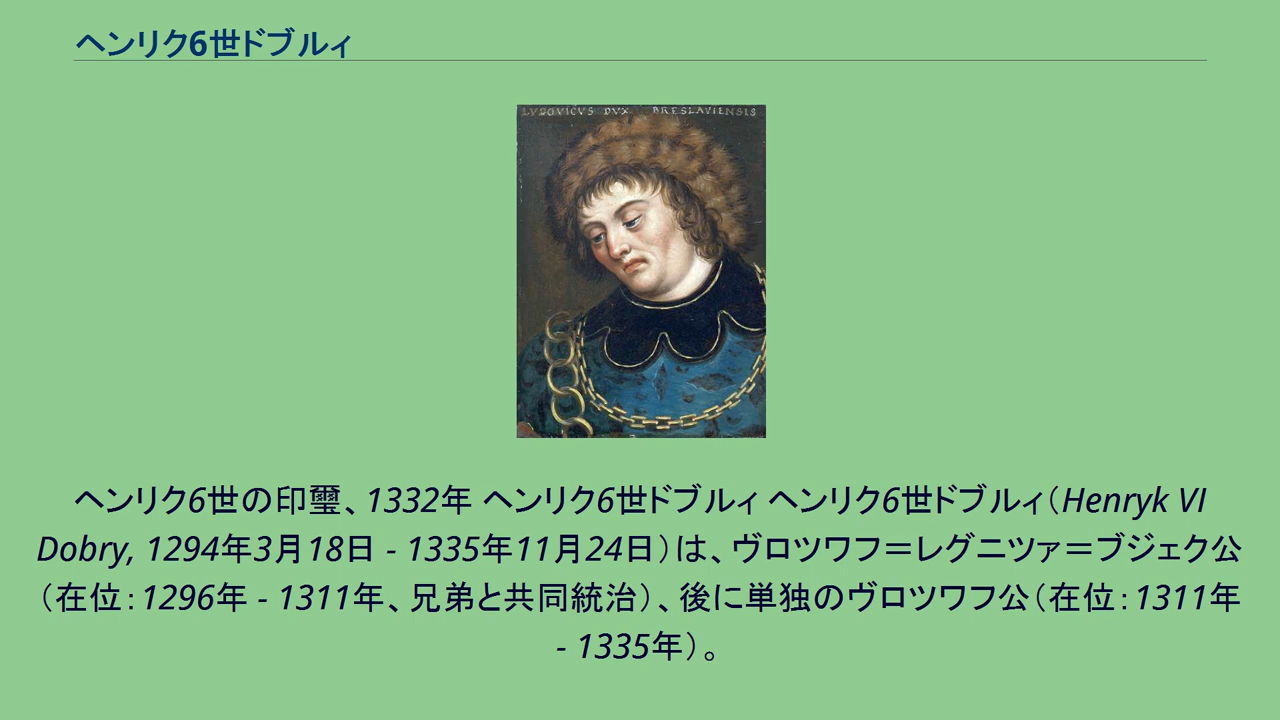 ヘンリク6世ドブルィ
LVDOVICVS DVX BRESLAVIENSIS
ヘンリク6世の印璽、1332年 ヘンリク6世ドブルィ ヘンリク6世ドブルィ（Henryk VI
Dobry, 1294年3月18日 - 1335年11月24日）は、ヴロツワフ＝レグニツァ＝ブジェク公
（在位：1296年 - 1311年、兄弟と共同統治）、後に単独のヴロツワフ公（在位：1311年
- 1335年）。